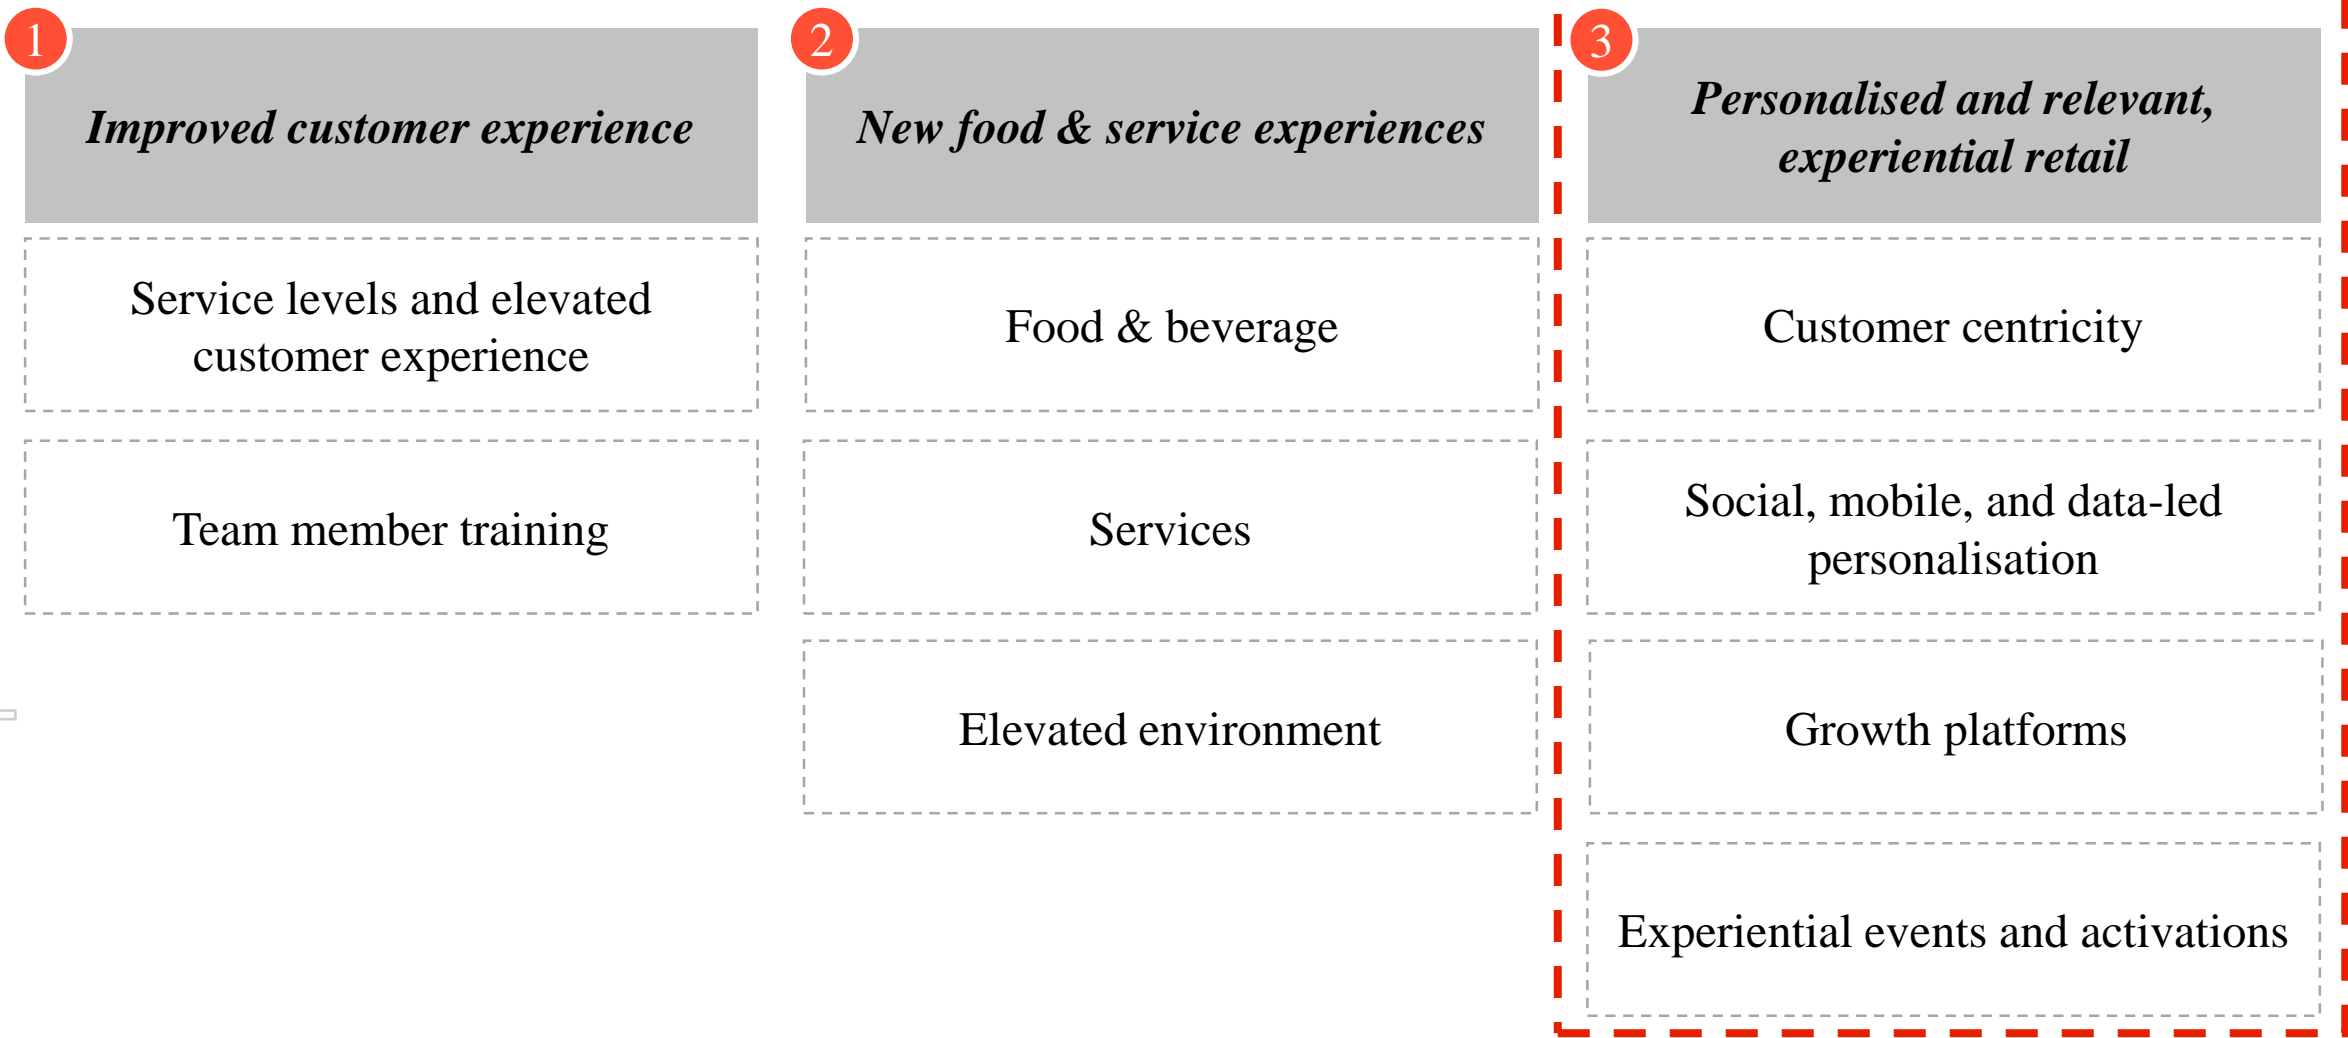 1
Improved customer experience
Service levels and elevated
customer experience
Team member training
2
New food & service experiences
Food & beverage
Services
Elevated environment
3
Personalised and relevant,
experiential retail
Customer centricity
Social, mobile, and data-led
personalisation
Growth platforms
Experiential events and activations